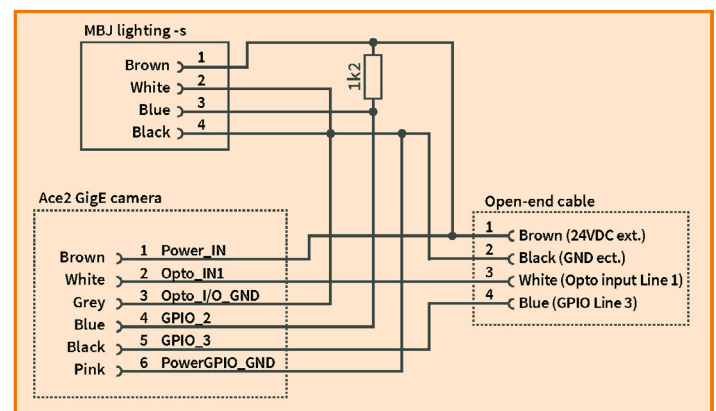 MBJ lighting -s
Brown 1
White 2
Blue 3
Black 4
1k2
Ace2 GigE camera
Brown 1 Power_IN
White 2 Opto_IN1
Grey 3 Opto_I/O_GND
Blue 4 GPIO_2
Black 5 GPIO_3
Pink 6 PowerGPIO_GND
Open-end cable
1 Brown (24VDC ext.)
2 Black (GND ect.)
3 White (Opto input Line 1)
4 Blue (GPIO Line 3)